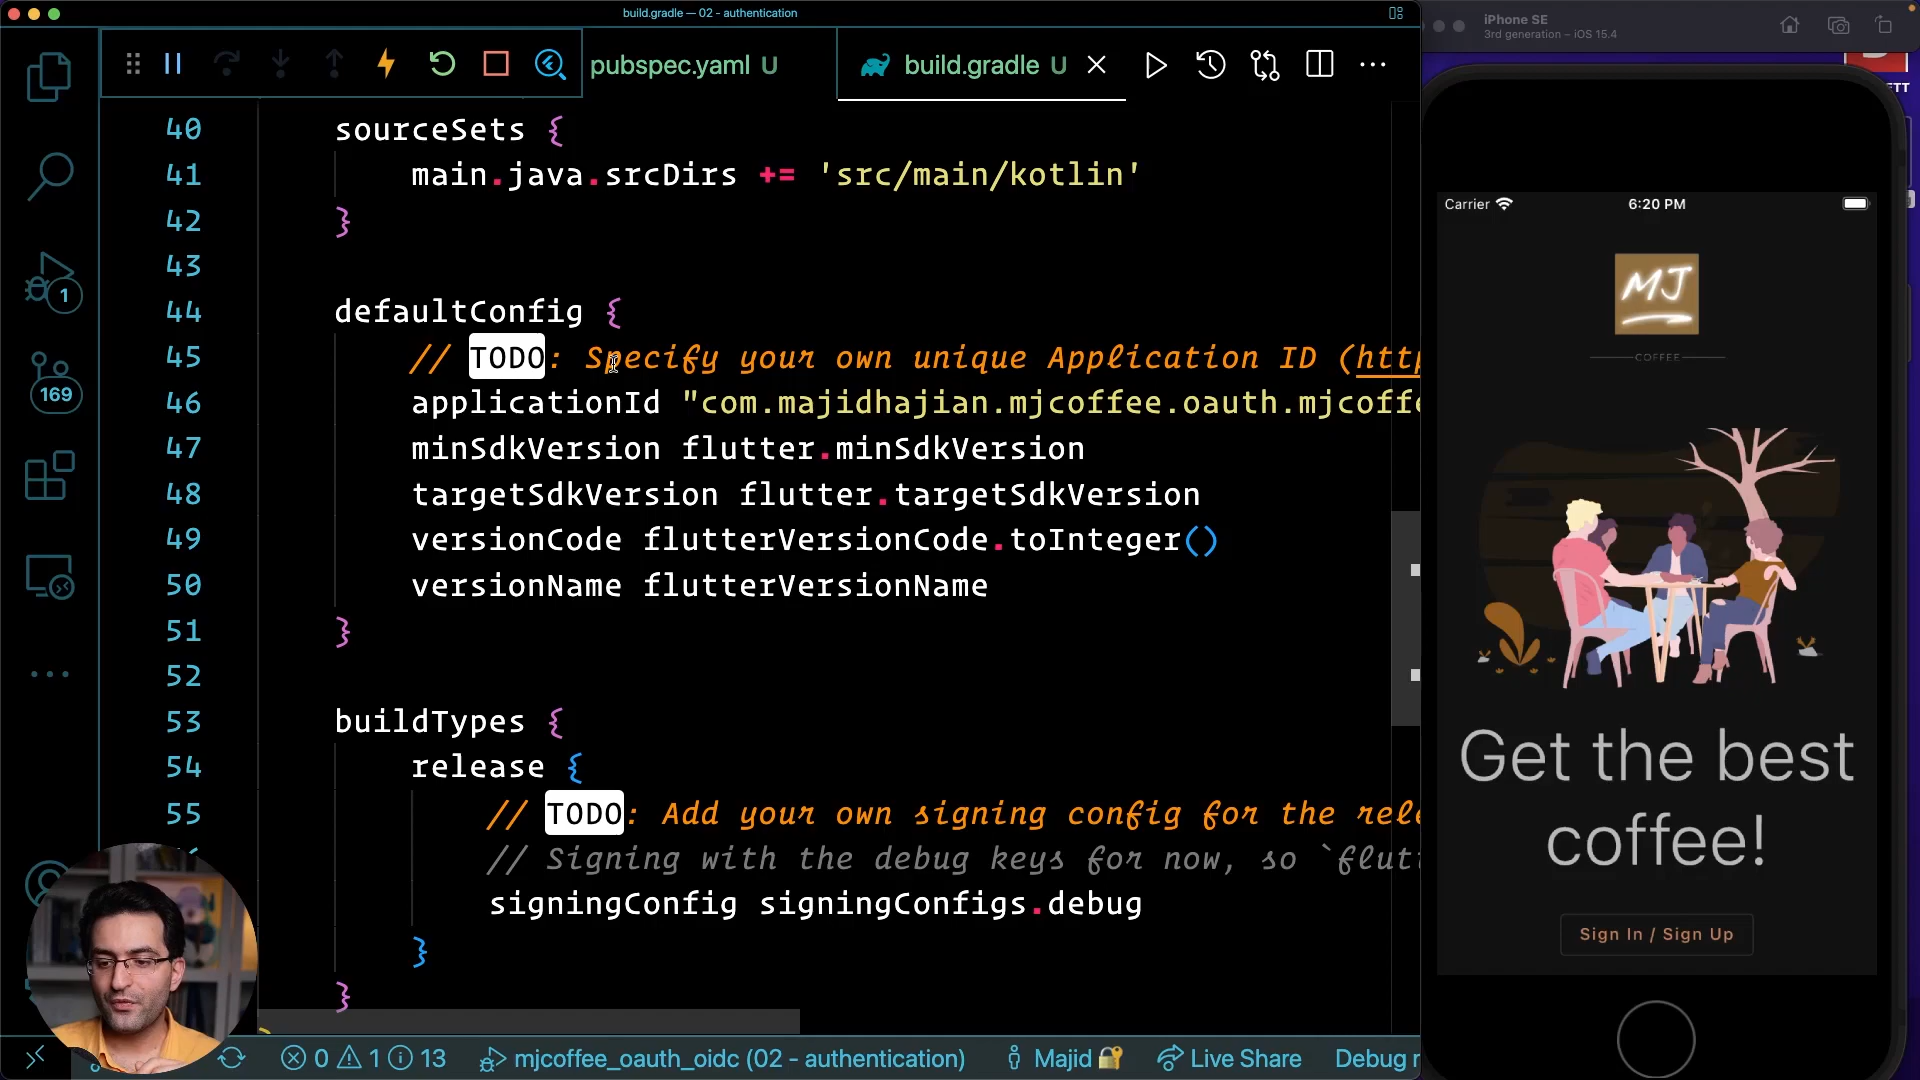 build.gradle — 02 - authentication
pubspec.yaml U
build.gradle U
40 sourceSets {
41 main.java.srcDirs += 'src/main/kotlin'
42 }
43
44 defaultConfig {
45 // TODO: Specify your own unique Application ID (http
46 applicationId "com.majidhajian.mjcoffee.oauth.mjcoffe
47 minSdkVersion flutter.minSdkVersion
48 targetSdkVersion flutter.targetSdkVersion
49 versionCode flutterVersionCode.toInteger()
50 versionName flutterVersionName
51 }
52
53 buildTypes {
54 release {
55 // TODO: Add your own signing config for the rele
// Signing with the debug keys for now, so `flutt
signingConfig signingConfigs.debug
}
}
1
169
0 1 13
mjcoffee_oauth_oidc (02 - authentication)
Majid
Live Share
Debug
iPhone SE
3rd generation – iOS 15.4
ETT
Carrier
6:20 PM
MJ
COFFEE
Get the best
coffee!
Sign In / Sign Up